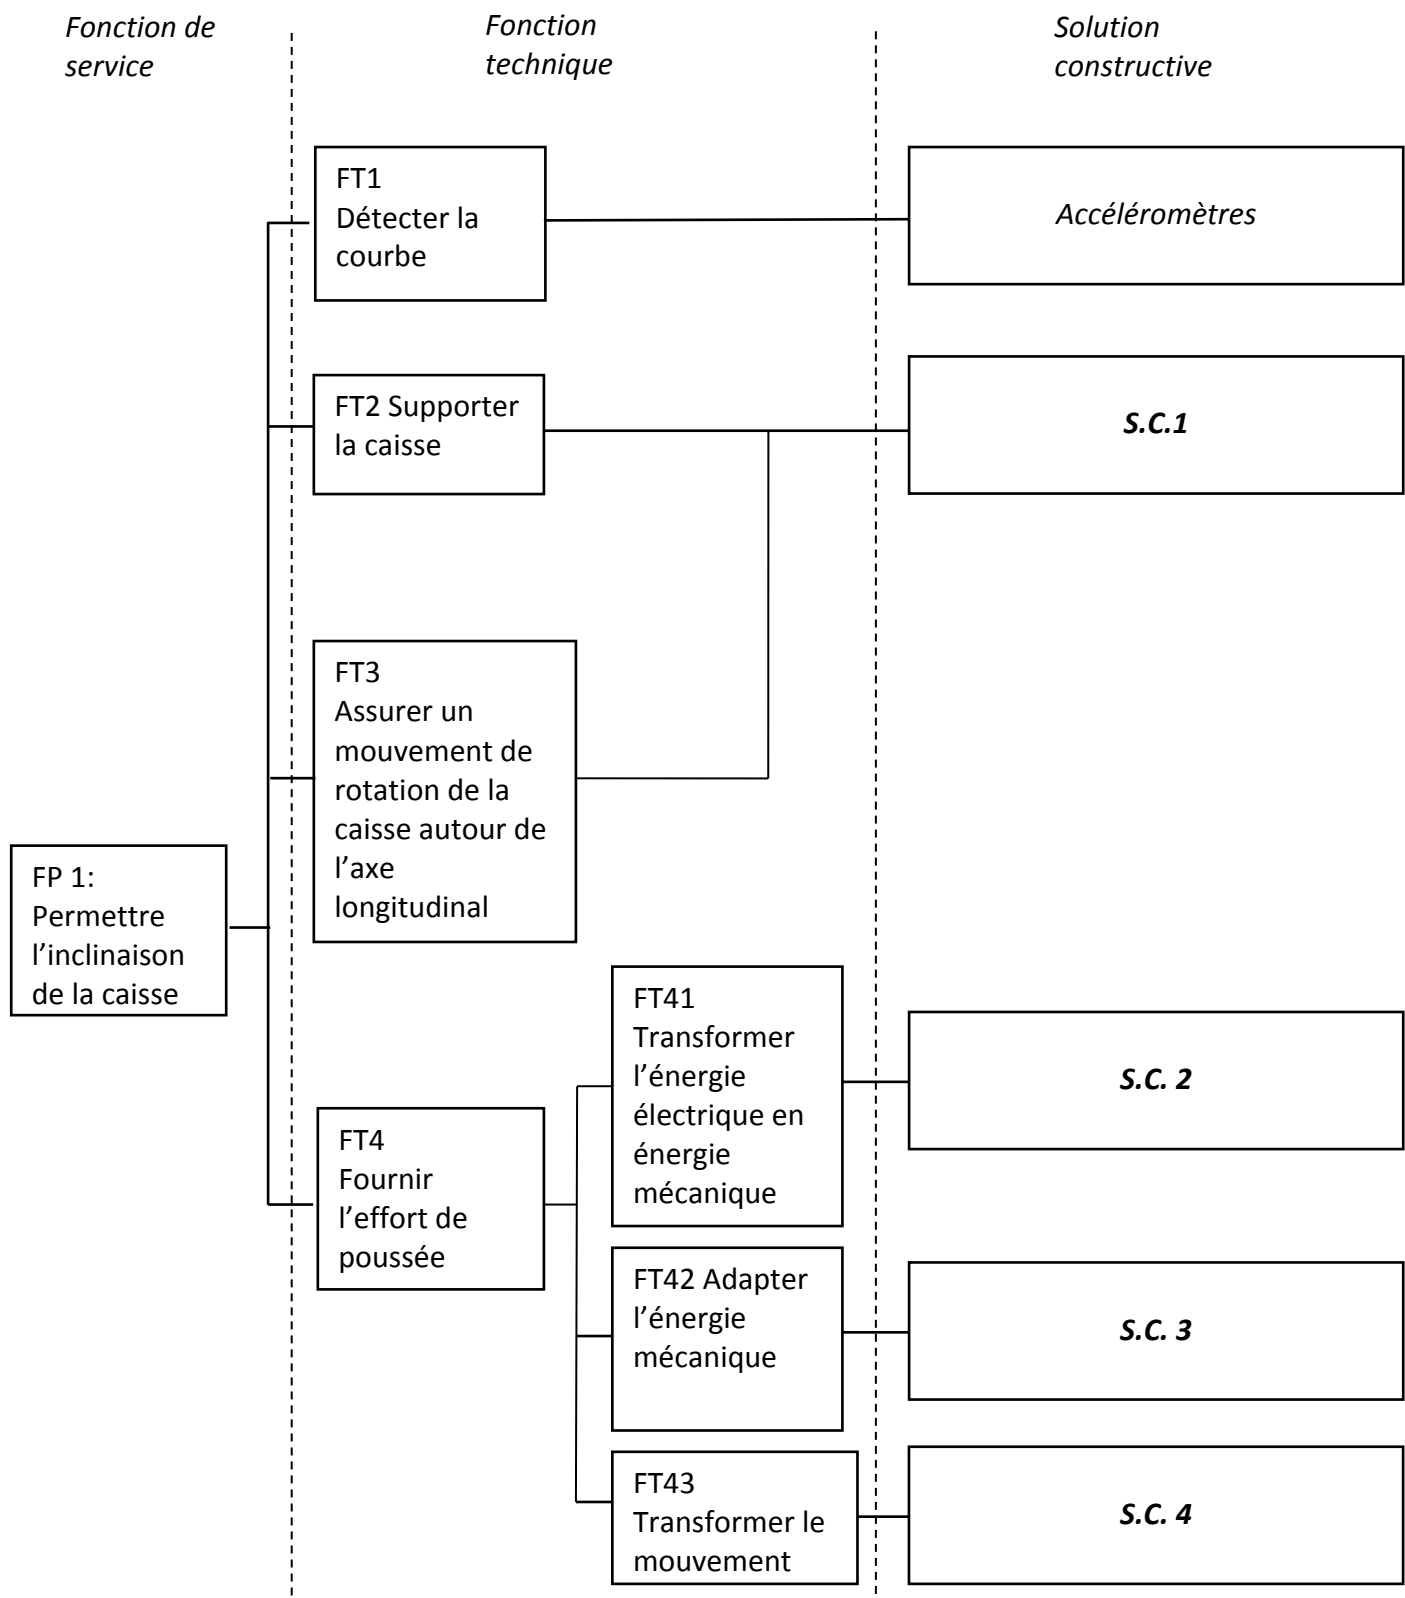 Fonction de
service
Fonction
technique
Solution
constructive
FT1
Détecter la
courbe
Accéléromètres
FT2 Supporter
la caisse
S.C.1
FT3
Assurer un
mouvement de
rotation de la
caisse autour de
l’axe
longitudinal
FP 1:
Permettre
l’inclinaison
de la caisse
FT41
Transformer
l’énergie
électrique en
énergie
mécanique
S.C. 2
FT4
Fournir
l’effort de
poussée
FT42 Adapter
l’énergie
mécanique
S.C. 3
FT43
Transformer le
mouvement
S.C. 4